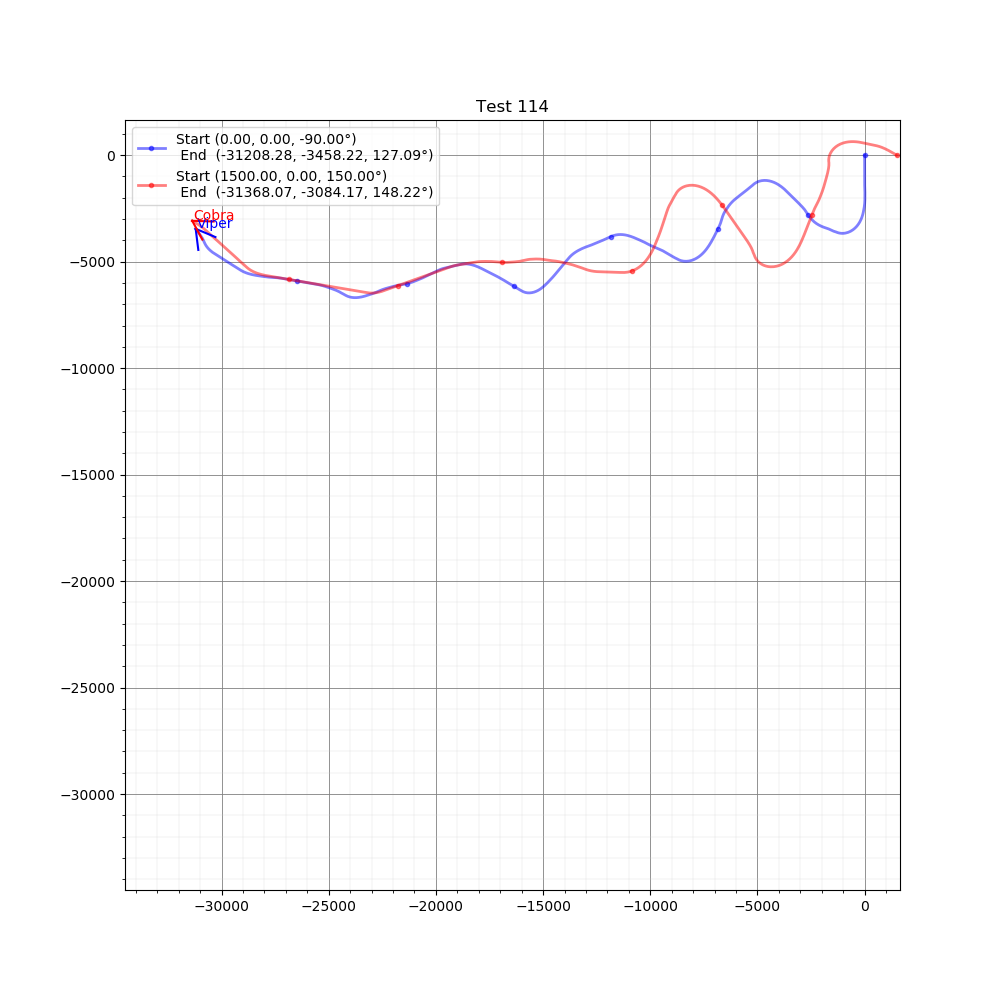 Test 114
Start (0.00, 0.00, -90.00°)
End  (-31208.28, -3458.22, 127.09°)
Start (1500.00, 0.00, 150.00°)
End  (-31368.07, -3084.17, 148.22°)
Cobra
Viper
0
−5000
−10000
−15000
−20000
−25000
−30000
−30000
−25000
−20000
−15000
−10000
−5000
0